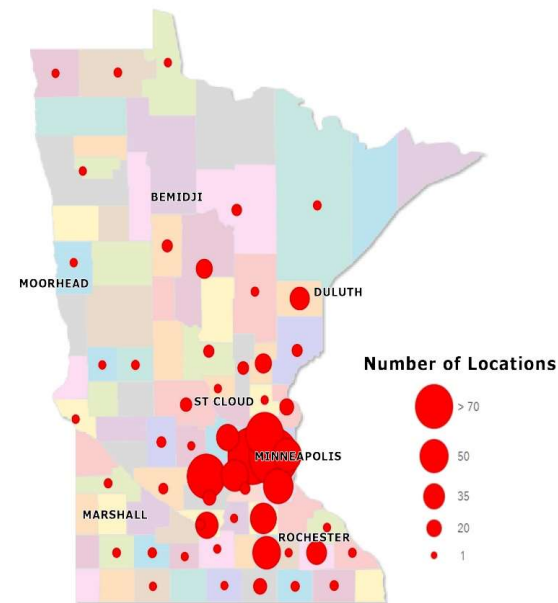 BEMIDJI
MOORHEAD
DULUTH
Number of Locations
> 70
ST CLOUD
50
MINNEAPOLIS
35
MARSHALL
20
ROCHESTER
1